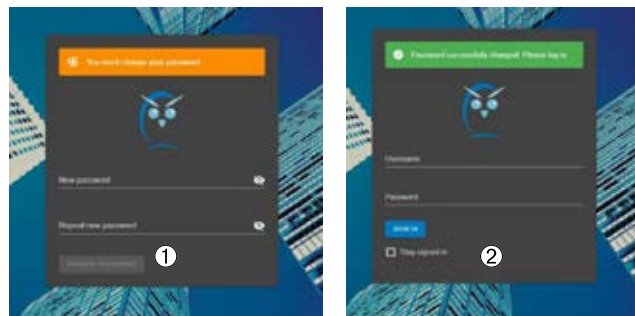 You must change your password
New password
Repeat new password
①
Password successfully changed. Please log in
Username
Password
SIGN IN
Stay signed in
②